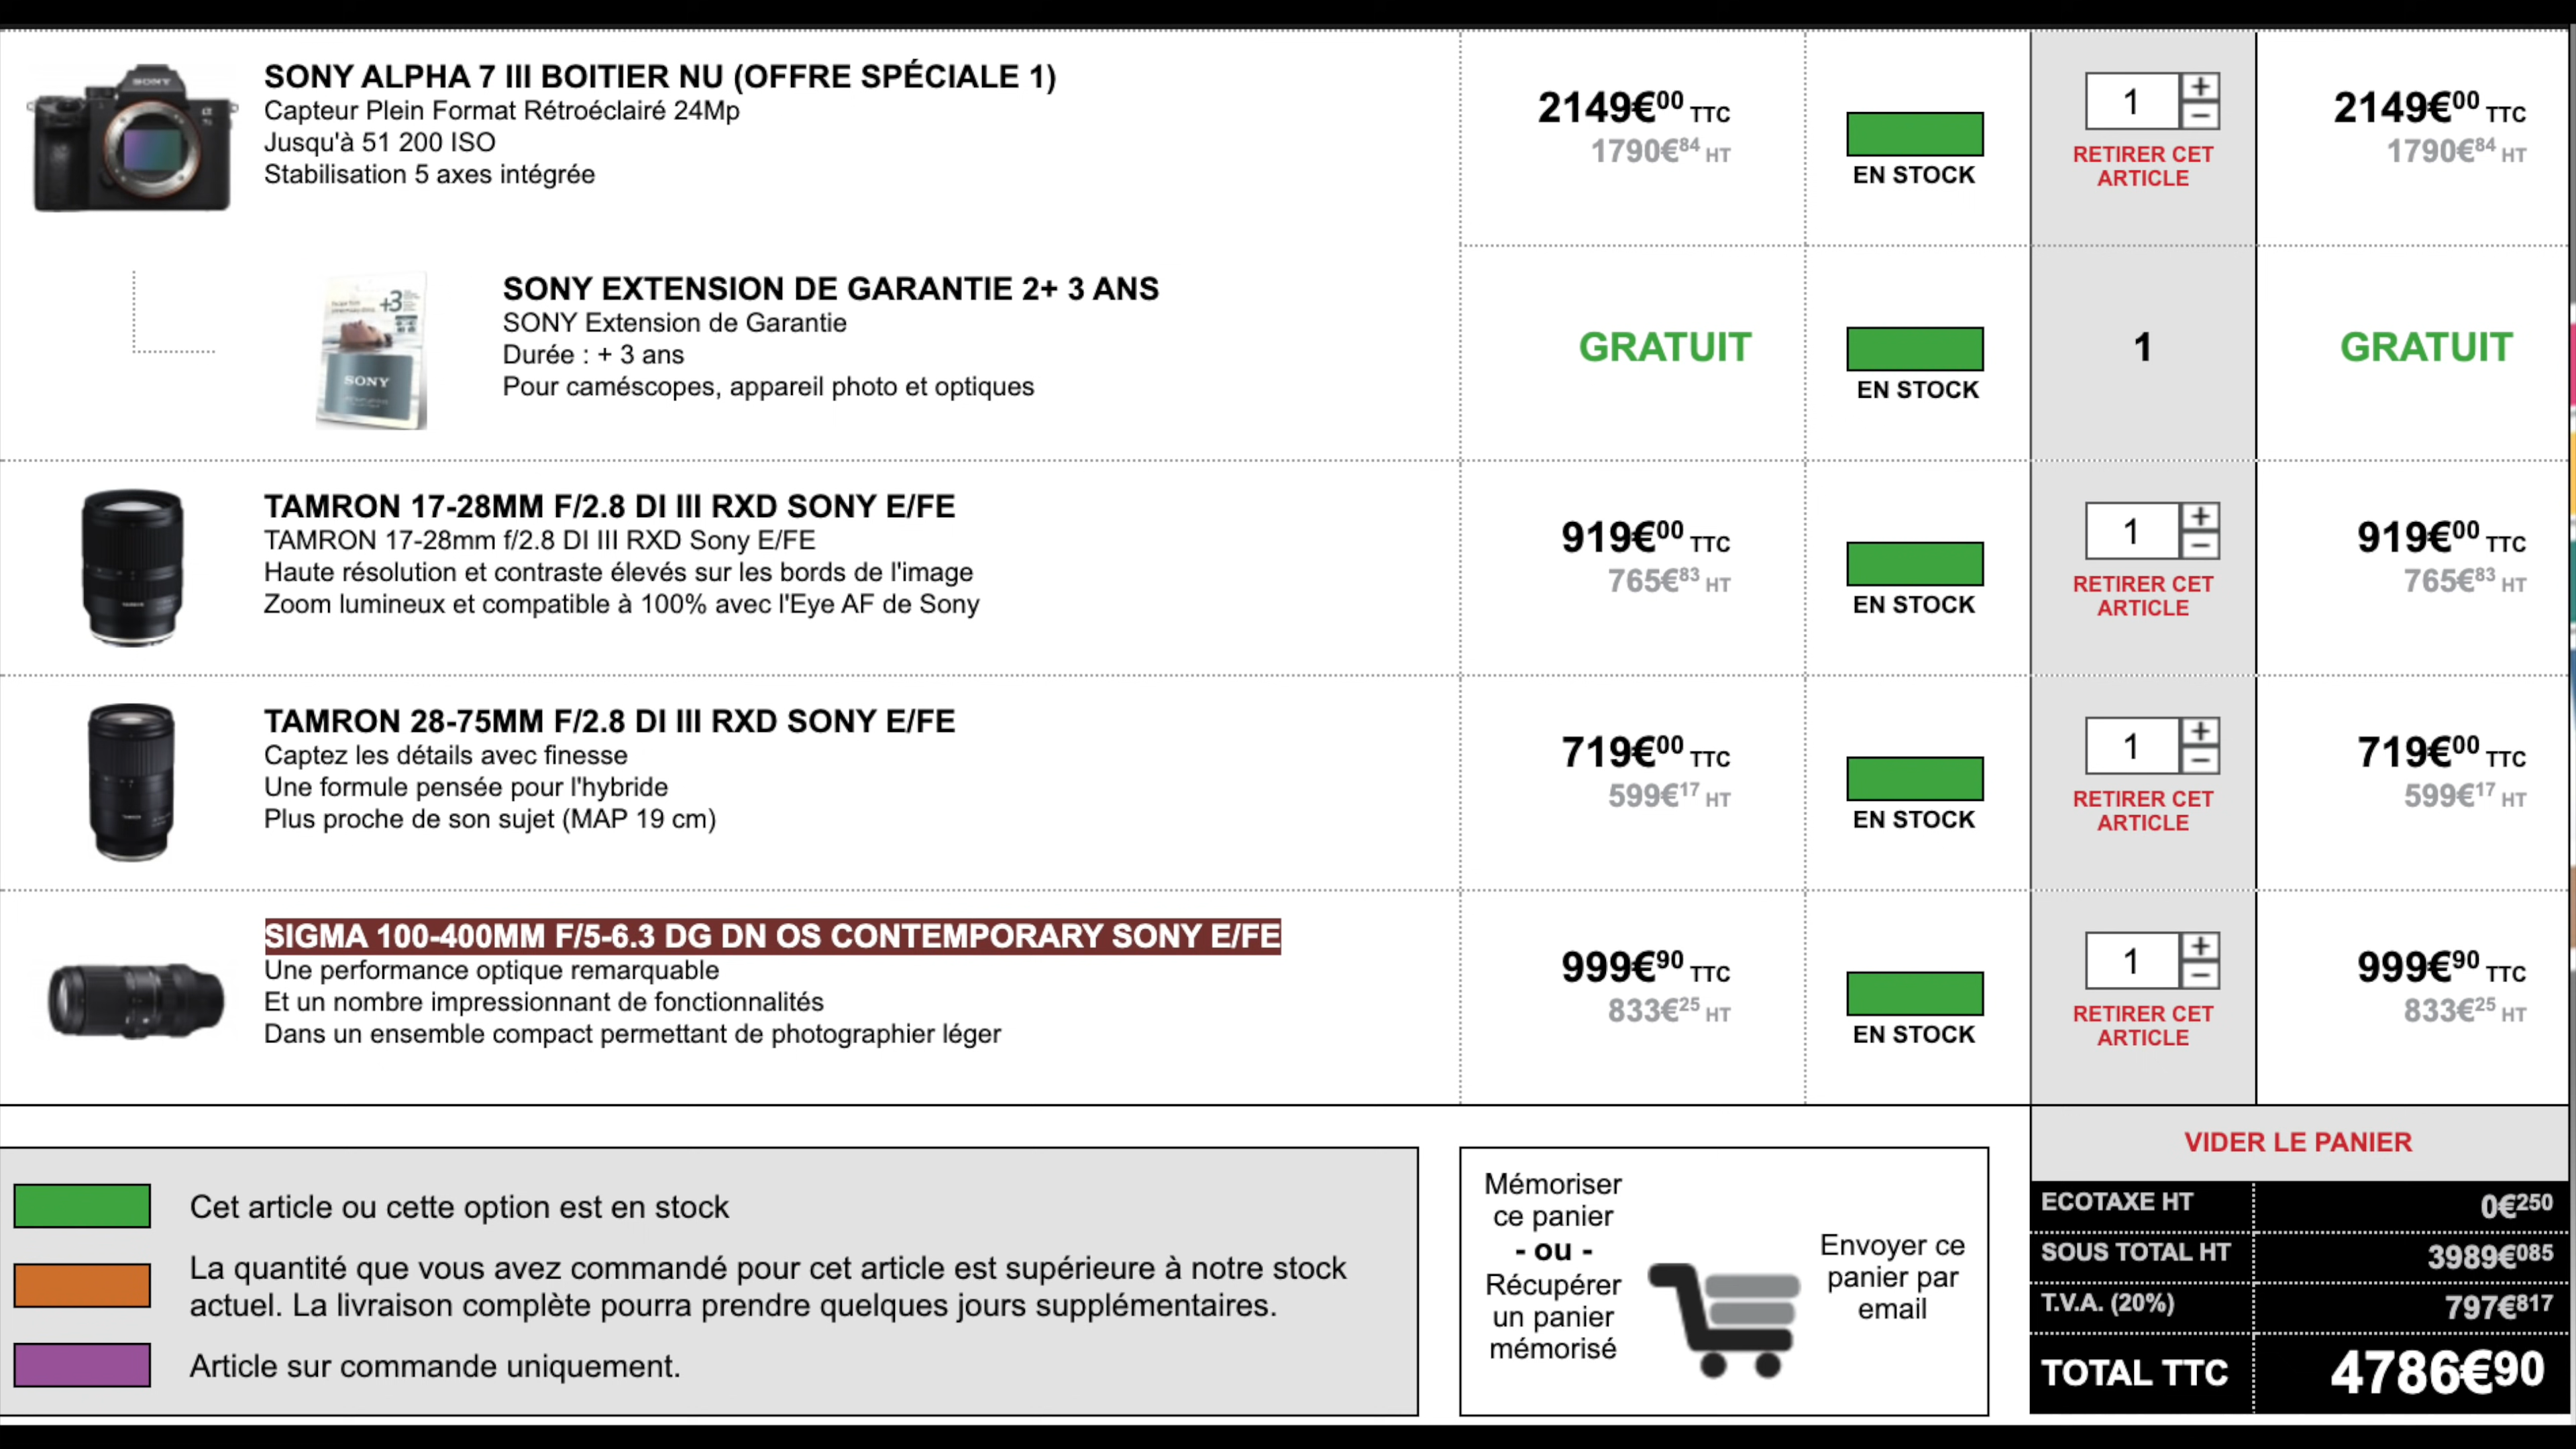 SONY ALPHA 7 III BOITIER NU (OFFRE SPÉCIALE 1)
Capteur Plein Format Rétroéclairé 24Mp
Jusqu'à 51 200 ISO
Stabilisation 5 axes intégrée
2149€00 TTC
1790€84 HT
EN STOCK
1
+
−
RETIRER CET
ARTICLE
2149€00 TTC
1790€84 HT
SONY
SONY EXTENSION DE GARANTIE 2+ 3 ANS
SONY Extension de Garantie
Durée : + 3 ans
Pour caméscopes, appareil photo et optiques
+3
SONY
GRATUIT
EN STOCK
1
GRATUIT
TAMRON 17-28MM F/2.8 DI III RXD SONY E/FE
TAMRON 17-28mm f/2.8 DI III RXD Sony E/FE
Haute résolution et contraste élevés sur les bords de l'image
Zoom lumineux et compatible à 100% avec l'Eye AF de Sony
919€00 TTC
765€83 HT
EN STOCK
1
+
−
RETIRER CET
ARTICLE
919€00 TTC
765€83 HT
TAMRON 28-75MM F/2.8 DI III RXD SONY E/FE
Captez les détails avec finesse
Une formule pensée pour l'hybride
Plus proche de son sujet (MAP 19 cm)
719€00 TTC
599€17 HT
EN STOCK
1
+
−
RETIRER CET
ARTICLE
719€00 TTC
599€17 HT
SIGMA 100-400MM F/5-6.3 DG DN OS CONTEMPORARY SONY E/FE
Une performance optique remarquable
Et un nombre impressionnant de fonctionnalités
Dans un ensemble compact permettant de photographier léger
999€90 TTC
833€25 HT
EN STOCK
1
+
−
RETIRER CET
ARTICLE
999€90 TTC
833€25 HT
VIDER LE PANIER
Cet article ou cette option est en stock
La quantité que vous avez commandé pour cet article est supérieure à notre stock
actuel. La livraison complète pourra prendre quelques jours supplémentaires.
Article sur commande uniquement.
Mémoriser
ce panier
- ou -
Récupérer
un panier
mémorisé
Envoyer ce
panier par
email
ECOTAXE HT 0€250
SOUS TOTAL HT 3989€085
T.V.A. (20%) 797€817
TOTAL TTC 4786€90